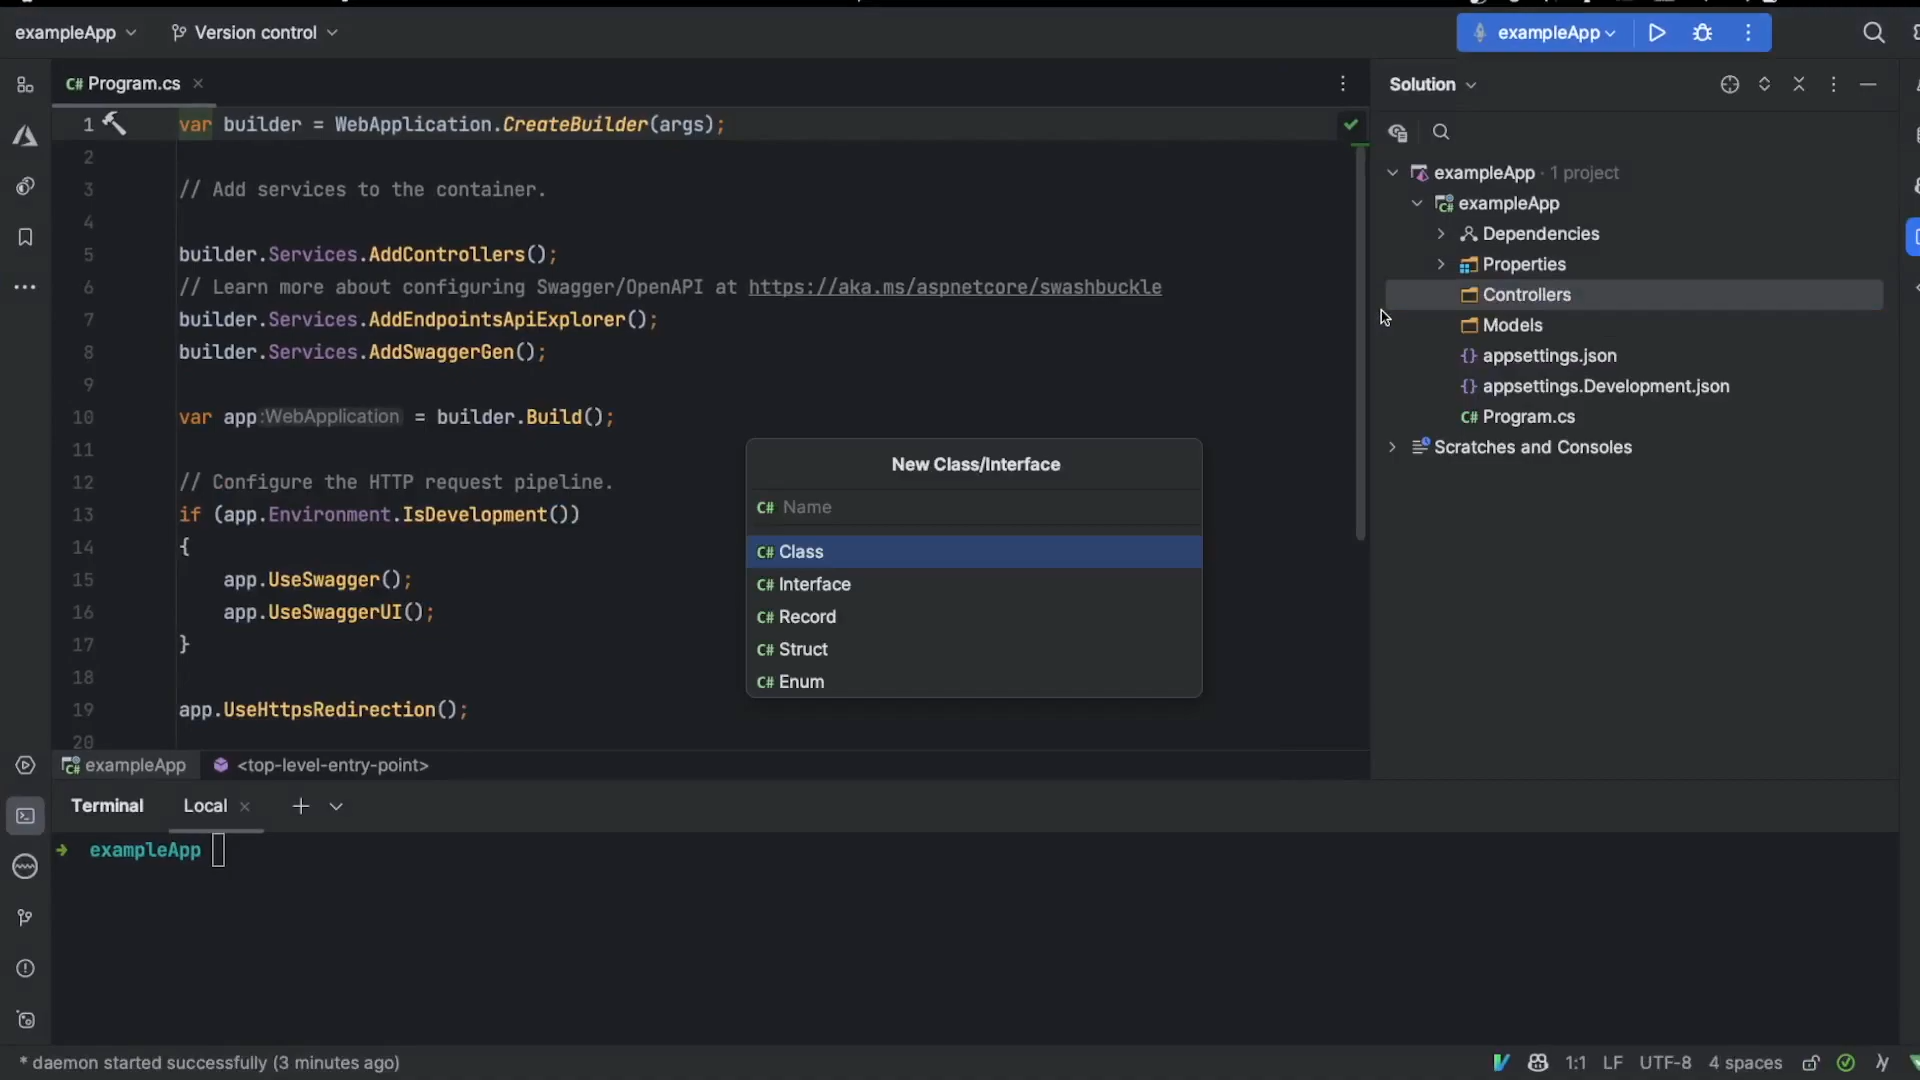 exampleApp
Version control
exampleApp
C# Program.cs
1 var builder = WebApplication.CreateBuilder(args);
2
3 // Add services to the container.
4
5 builder.Services.AddControllers();
6 // Learn more about configuring Swagger/OpenAPI at https://aka.ms/aspnetcore/swashbuckle
7 builder.Services.AddEndpointsApiExplorer();
8 builder.Services.AddSwaggerGen();
9
10 var app:WebApplication = builder.Build();
11
12 // Configure the HTTP request pipeline.
13 if (app.Environment.IsDevelopment())
14 {
15 app.UseSwagger();
16 app.UseSwaggerUI();
17 }
18
19 app.UseHttpsRedirection();
20
New Class/Interface
C# Name
C# Class
C# Interface
C# Record
C# Struct
C# Enum
Solution
exampleApp · 1 project
C# exampleApp
Dependencies
Properties
Controllers
Models
{} appsettings.json
{} appsettings.Development.json
C# Program.cs
Scratches and Consoles
exampleApp
<top-level-entry-point>
Terminal
Local
exampleApp
* daemon started successfully (3 minutes ago)
1:1 LF UTF-8 4 spaces